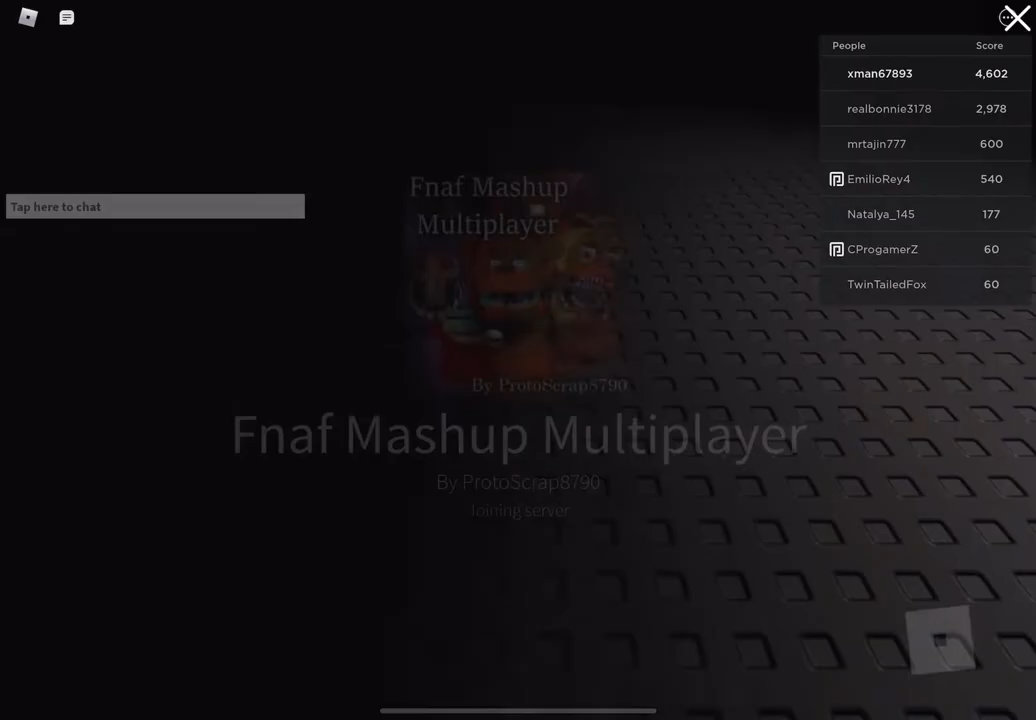 People Score
xman67893 4,602
realbonnie3178 2,978
mrtajin777 600
EmilioRey4 540
Natalya_145 177
CProgamerZ 60
TwinTailedFox 60
Tap here to chat
Fnaf Mashup
Multiplayer
By ProtoScrap8790
Fnaf Mashup Multiplayer
By ProtoScrap8790
Joining server